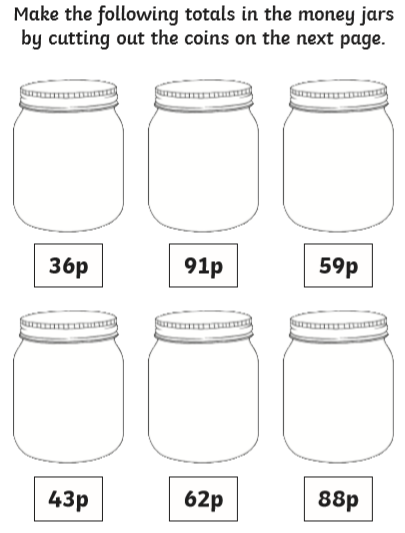 Make the following totals in the money jars
by cutting out the coins on the next page.
36p
91p
59p
43p
62p
88p